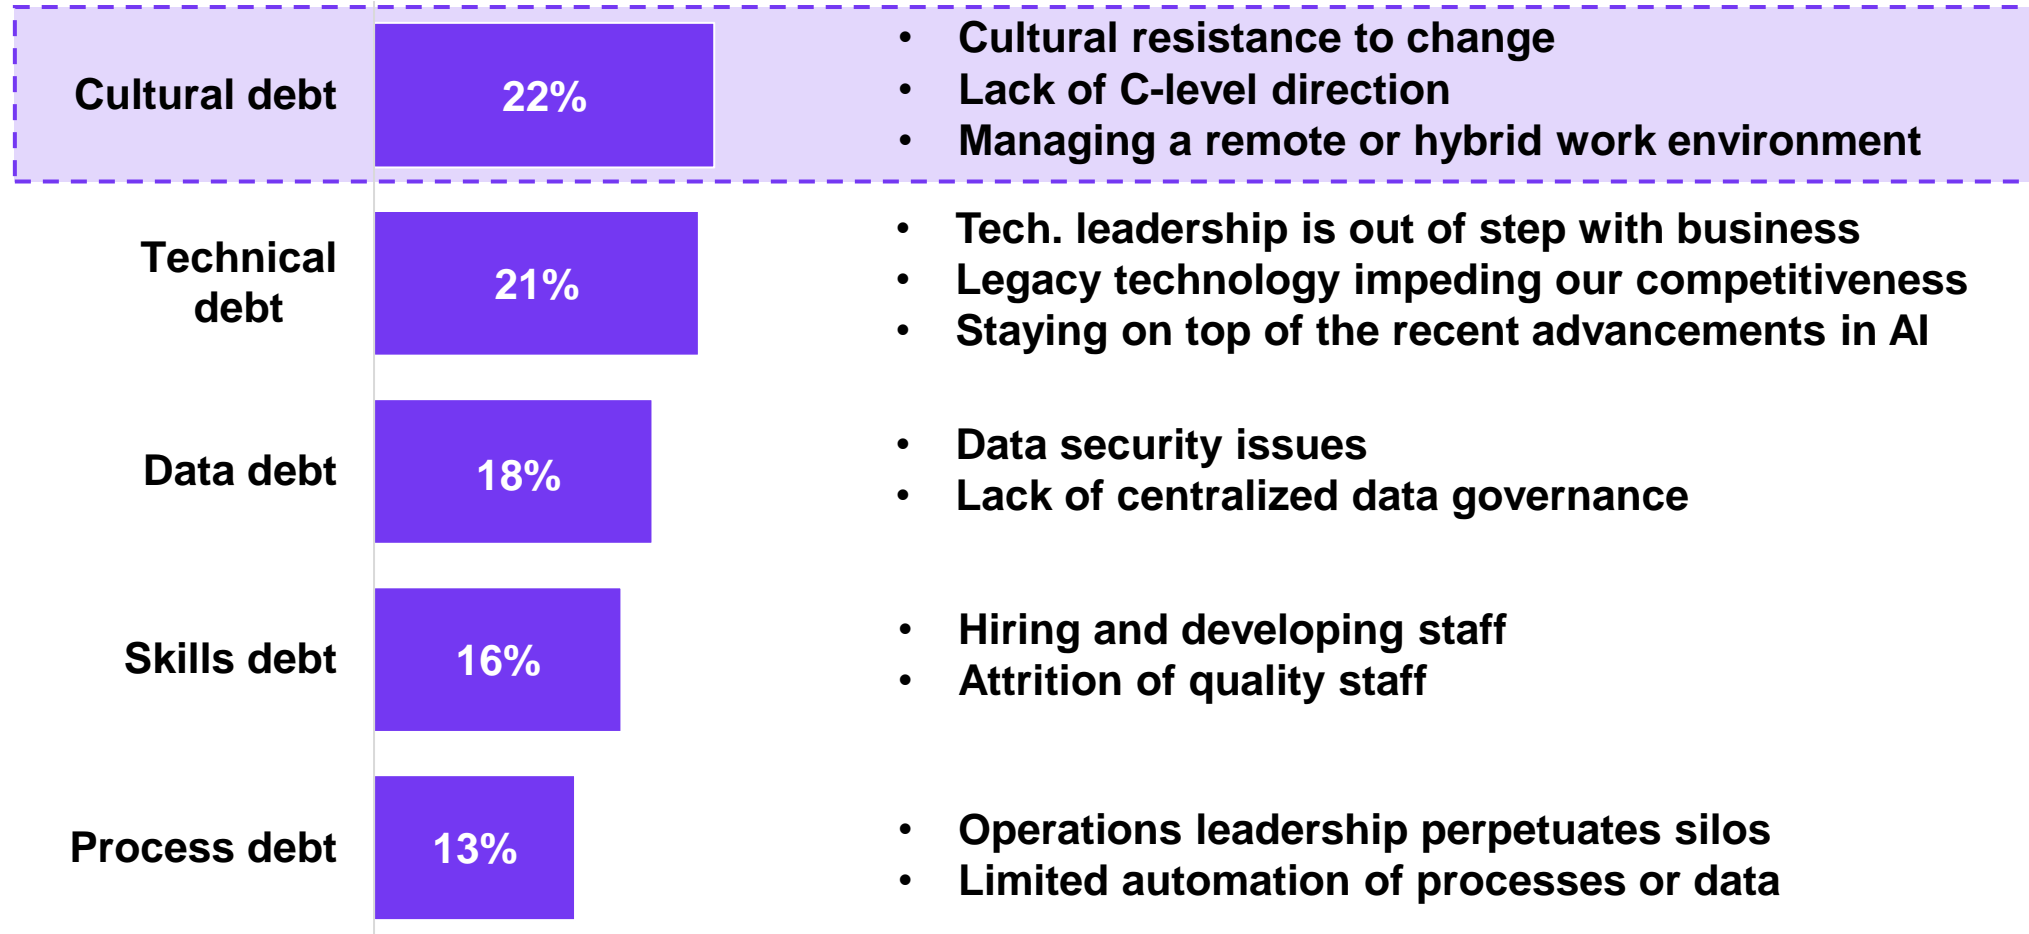 Cultural debt
22%
• Cultural resistance to change
• Lack of C-level direction
• Managing a remote or hybrid work environment
Technical
debt
21%
• Tech. leadership is out of step with business
• Legacy technology impeding our competitiveness
• Staying on top of the recent advancements in AI
Data debt
18%
• Data security issues
• Lack of centralized data governance
Skills debt
16%
• Hiring and developing staff
• Attrition of quality staff
Process debt
13%
• Operations leadership perpetuates silos
• Limited automation of processes or data